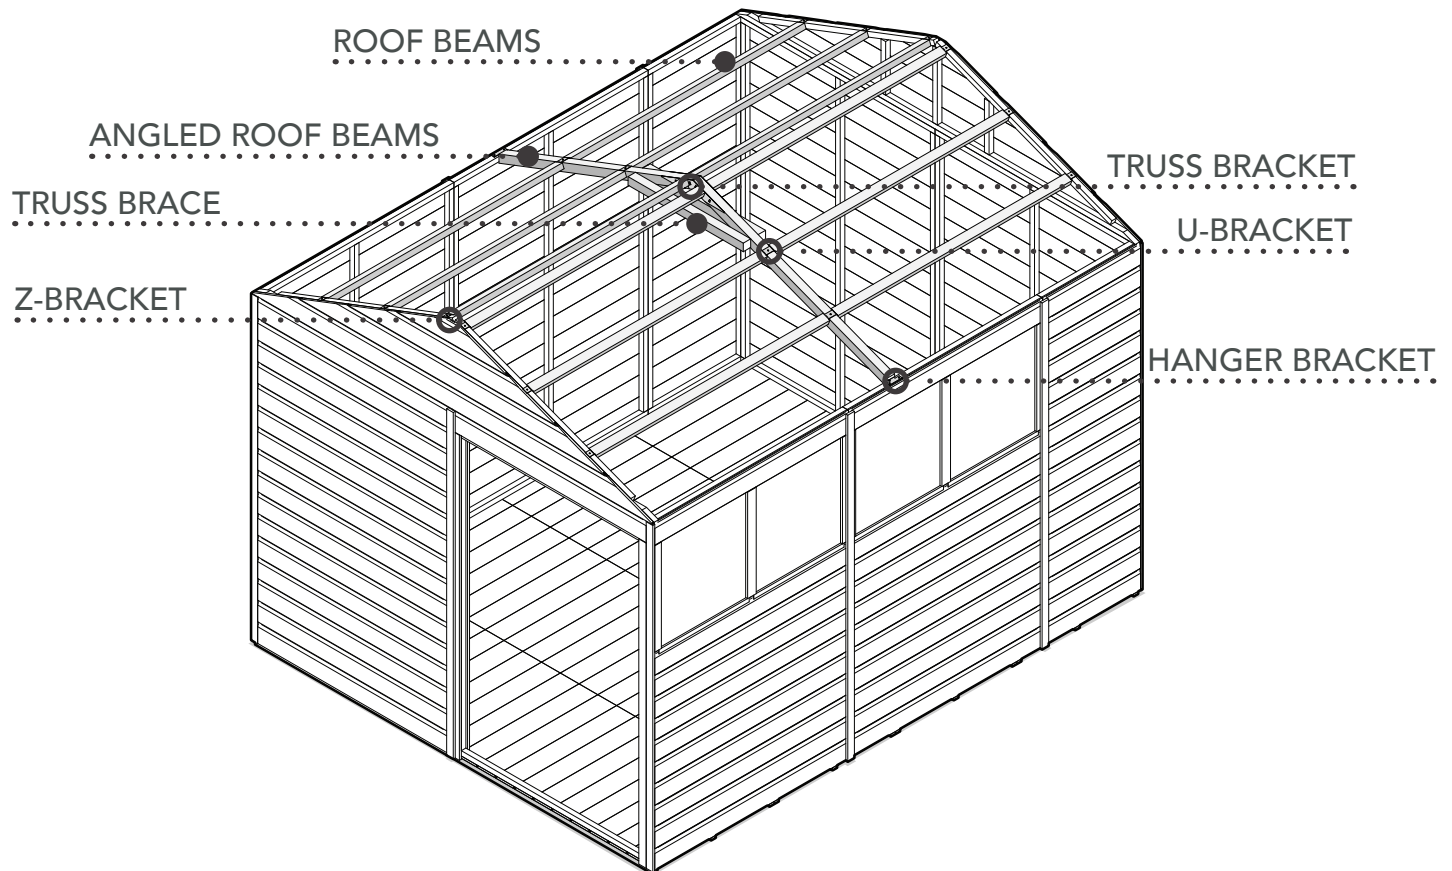 ROOF BEAMS
ANGLED ROOF BEAMS
TRUSS BRACKET
TRUSS BRACE
U-BRACKET
Z-BRACKET
HANGER BRACKET